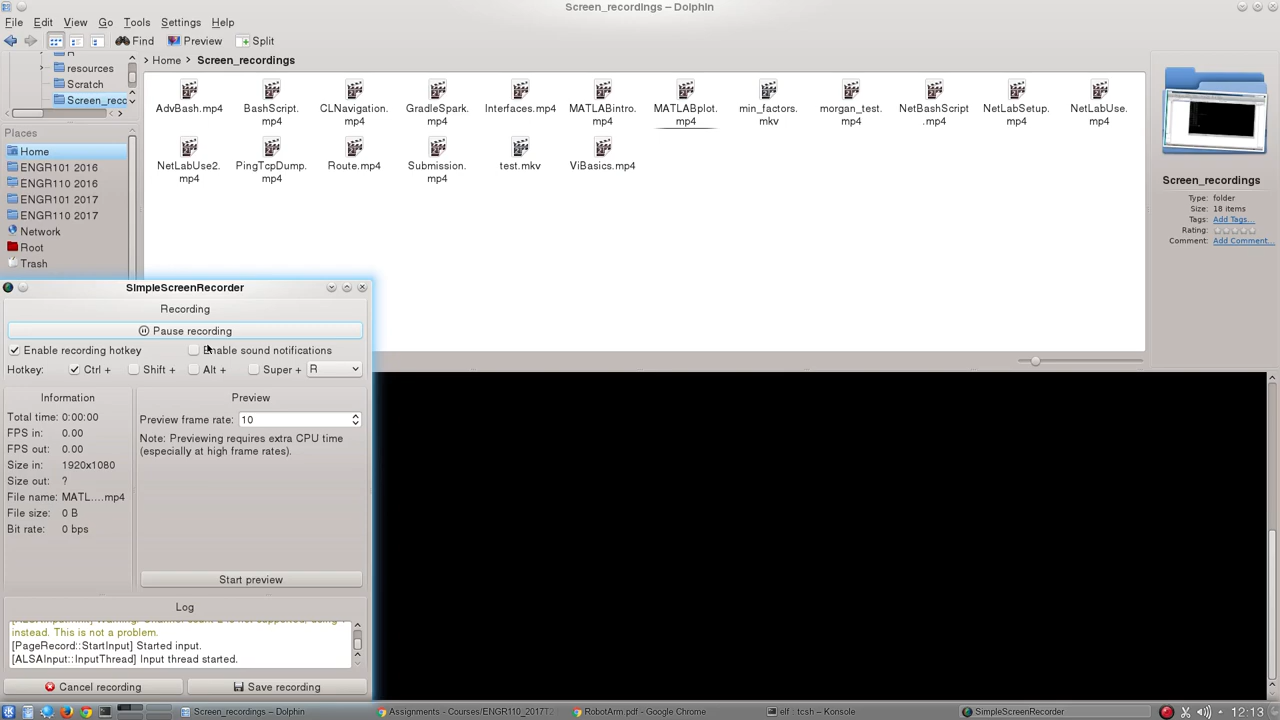 Screen_recordings – Dolphin
File Edit View Go Tools Settings Help
Find Preview Split
Home Screen_recordings
resources
Scratch
Screen_rec
Places
Home
ENGR101 2016
ENGR110 2016
ENGR101 2017
ENGR110 2017
Network
Root
Trash
AdvBash.mp4
BashScript.
mp4
CLNavigation.
mp4
GradleSpark.
mp4
Interfaces.mp4
MATLABintro.
mp4
MATLABplot.
mp4
min_factors.
mkv
morgan_test.
mp4
NetBashScript
.mp4
NetLabSetup.
mp4
NetLabUse.
mp4
NetLabUse2.
mp4
PingTcpDump.
mp4
Route.mp4
Submission.
mp4
test.mkv
ViBasics.mp4
Screen_recordings
Type: folder
Size: 18 items
Tags: Add Tags...
Rating:
Comment: Add Comment...
SimpleScreenRecorder
Recording
Pause recording
Enable recording hotkey Enable sound notifications
Hotkey: Ctrl + Shift + Alt + Super + R
Information
Total time: 0:00:00
FPS in: 0.00
FPS out: 0.00
Size in: 1920x1080
Size out: ?
File name: MATL....mp4
File size: 0 B
Bit rate: 0 bps
Preview
Preview frame rate: 10
Note: Previewing requires extra CPU time
(especially at high frame rates).
Start preview
Log
instead. This is not a problem.
[PageRecord::StartInput] Started input.
[ALSAInput::InputThread] Input thread started.
Cancel recording Save recording
Screen_recordings – Dolphin
Assignments - Courses/ENGR110_2017T2
RobotArm.pdf - Google Chrome
elf : tcsh – Konsole
SimpleScreenRecorder
12:13